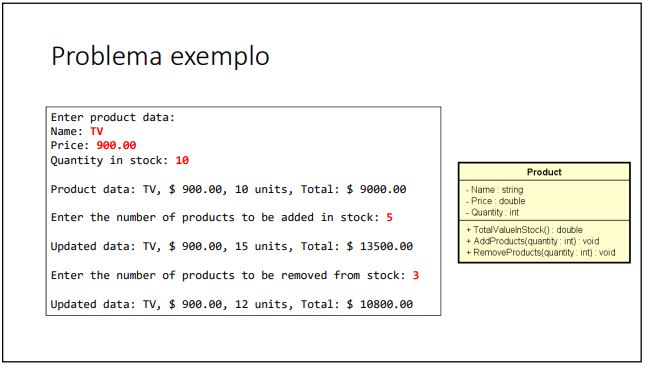 Problema exemplo
Enter product data:
Name: TV
Price: 900.00
Quantity in stock: 10
Product data: TV, $ 900.00, 10 units, Total: $ 9000.00
Enter the number of products to be added in stock: 5
Updated data: TV, $ 900.00, 15 units, Total: $ 13500.00
Enter the number of products to be removed from stock: 3
Updated data: TV, $ 900.00, 12 units, Total: $ 10800.00
Product
- Name : string
- Price : double
- Quantity : int
+ TotalValueInStock() : double
+ AddProducts(quantity : int) : void
+ RemoveProducts(quantity : int) : void